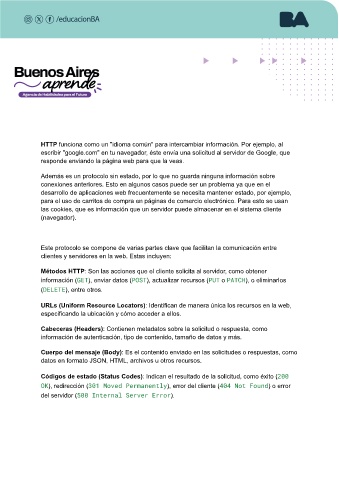 /educacionBA
BA
Buenos Aires
aprende
Agencia de Habilidades para el Futuro
HTTP funciona como un "idioma común" para intercambiar información. Por ejemplo, al
escribir "google.com" en tu navegador, éste envía una solicitud al servidor de Google, que
responde enviando la página web para que la veas.
Además es un protocolo sin estado, por lo que no guarda ninguna información sobre
conexiones anteriores. Esto en algunos casos puede ser un problema ya que en el
desarrollo de aplicaciones web frecuentemente se necesita mantener estado, por ejemplo,
para el uso de carritos de compra en páginas de comercio electrónico. Para esto se usan
las cookies, que es información que un servidor puede almacenar en el sistema cliente
(navegador).
Este protocolo se compone de varias partes clave que facilitan la comunicación entre
clientes y servidores en la web. Estas incluyen:
Métodos HTTP: Son las acciones que el cliente solicita al servidor, como obtener
información (GET), enviar datos (POST), actualizar recursos (PUT o PATCH), o eliminarlos
(DELETE), entre otros.
URLs (Uniform Resource Locators): Identifican de manera única los recursos en la web,
especificando la ubicación y cómo acceder a ellos.
Cabeceras (Headers): Contienen metadatos sobre la solicitud o respuesta, como
información de autenticación, tipo de contenido, tamaño de datos y más.
Cuerpo del mensaje (Body): Es el contenido enviado en las solicitudes o respuestas, como
datos en formato JSON, HTML, archivos u otros recursos.
Códigos de estado (Status Codes): Indican el resultado de la solicitud, como éxito (200
OK), redirección (301 Moved Permanently), error del cliente (404 Not Found) o error
del servidor (500 Internal Server Error).